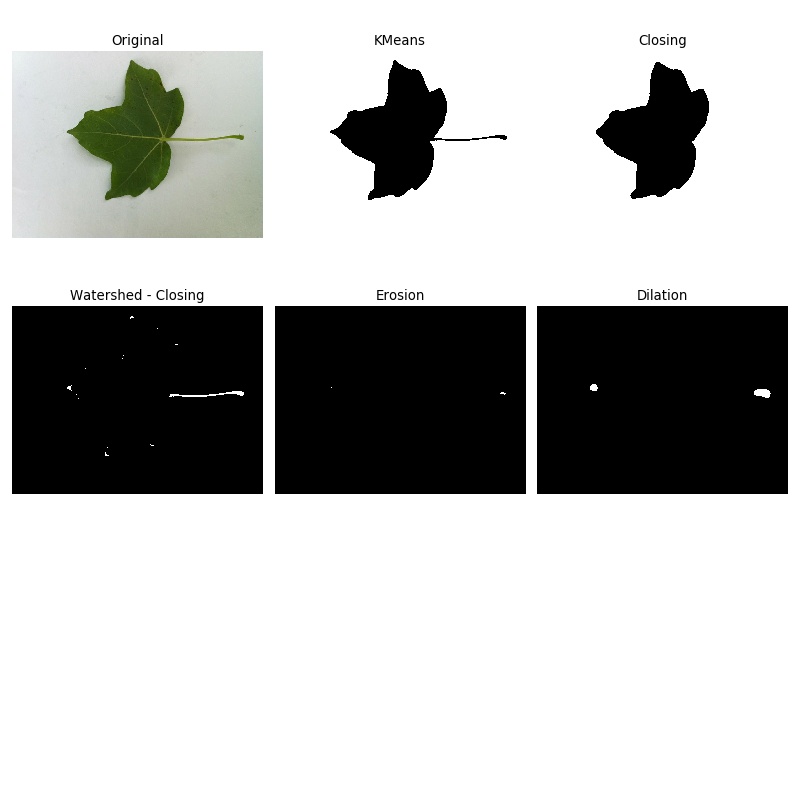 Original
KMeans
Closing
Watershed - Closing
Erosion
Dilation